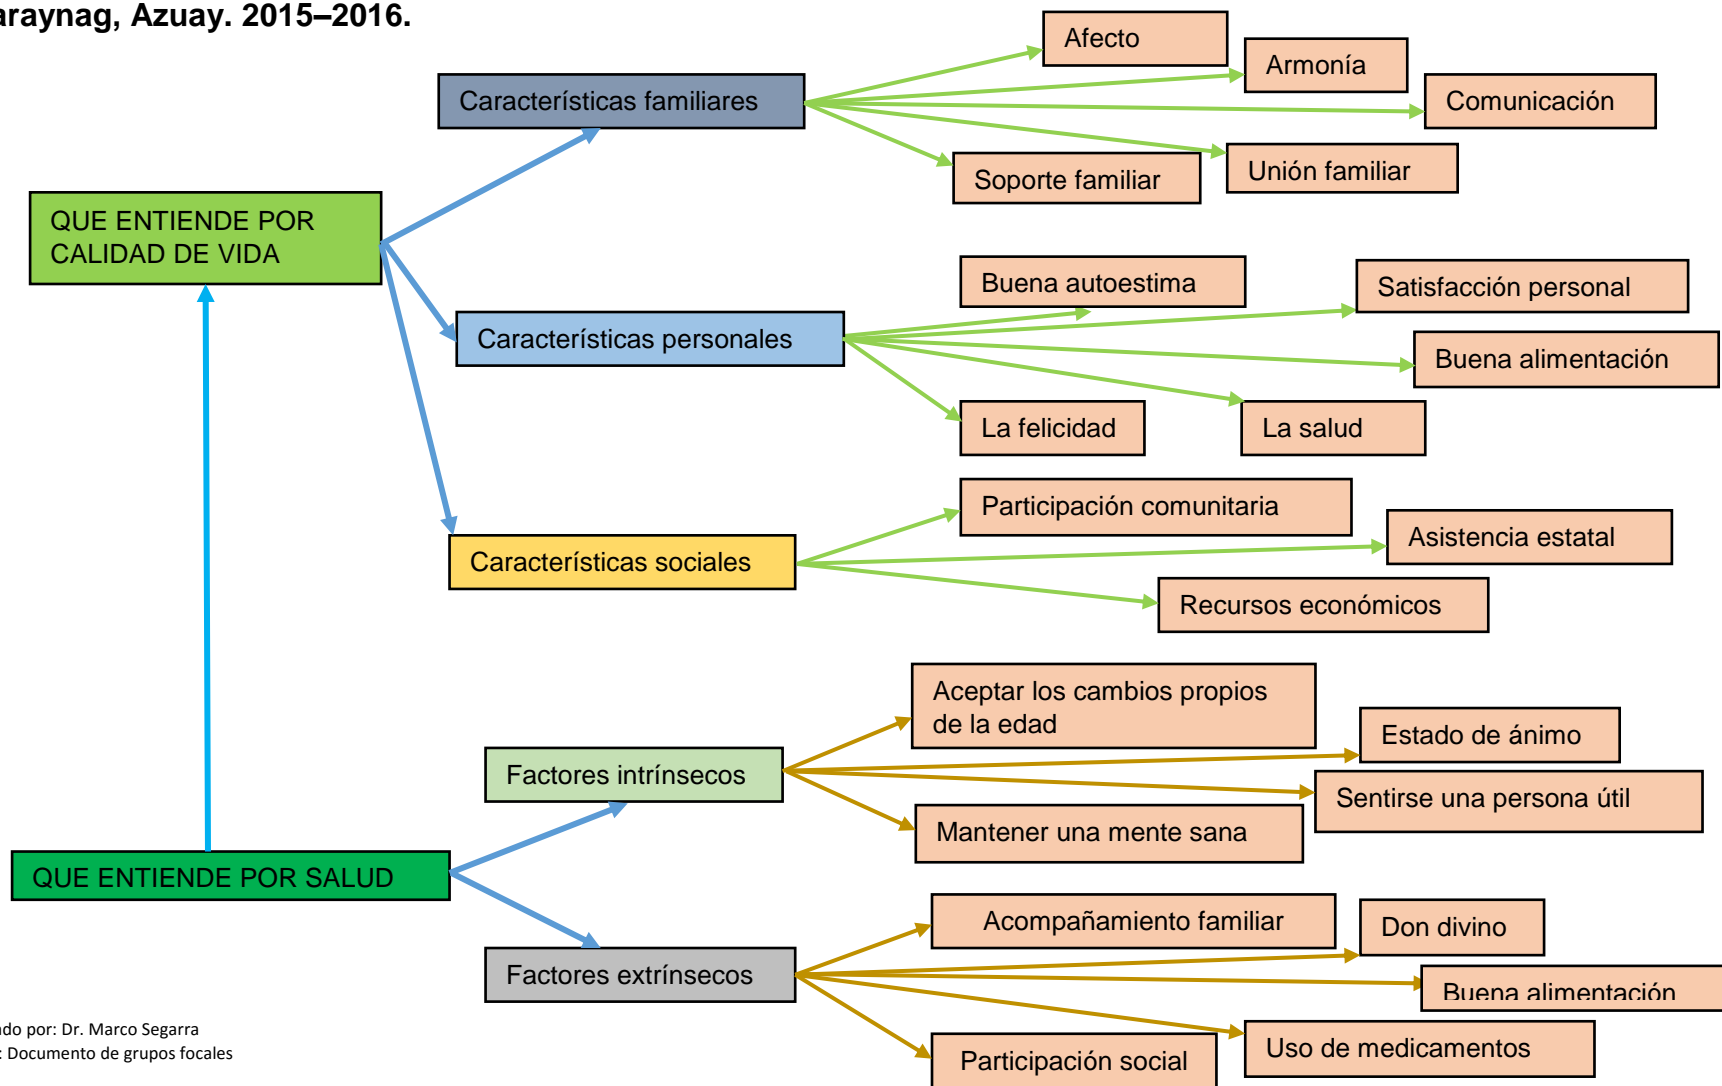 araynag, Azuay. 2015–2016.
Afecto
Armonía
Comunicación
Característísticas familiares
Soporte familiar
Unión familiar
QUE ENTIENDE POR
CALIDAD DE VIDA
Buena autoestima
Satisfacción personal
Característísticas personales
Buena alimentación
La felicidad
La salud
Participación comunitaria
Asistencia estatal
Característísticas sociales
Recursos económicos
Aceptar los cambios propios
de la edad
Estado de ánimo
Factores intrínsecos
Sentirse una persona útil
Mantener una mente sana
QUE ENTIENDE POR SALUD
Acompañamiento familiar
Don divino
Factores extrínsecos
Buena alimentación
Uso de medicamentos
Participación social
do por: Dr. Marco Segarra
: Documento de grupos focales